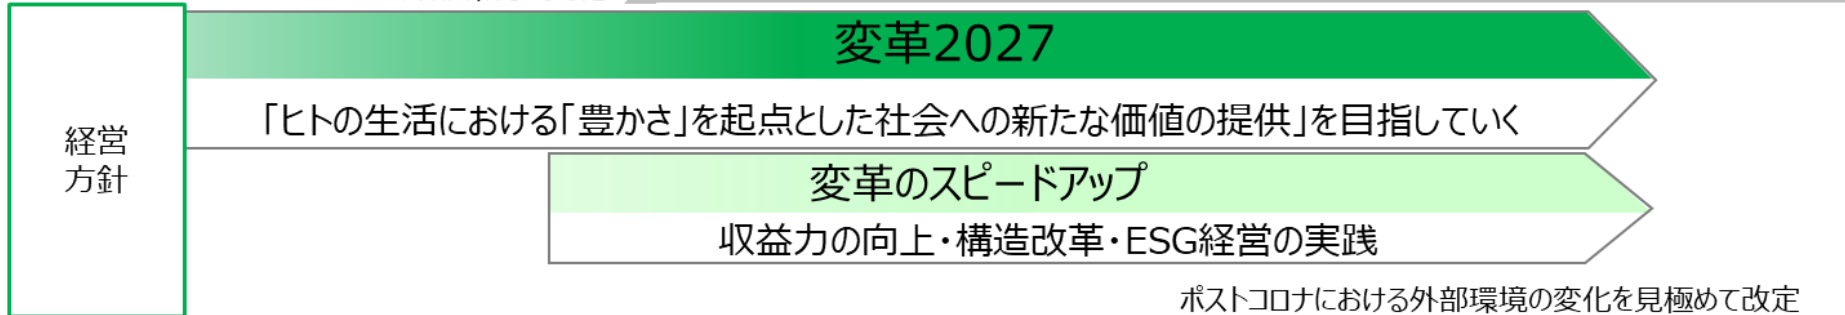 変革2027
「ヒトの生活における「豊かさ」を起点とした社会への新たな価値の提供」を目指していく
経営
方針
変革のスピードアップ
収益力の向上・構造改革・ESG経営の実践
ポストコロナにおける外部環境の変化を見極めて改定